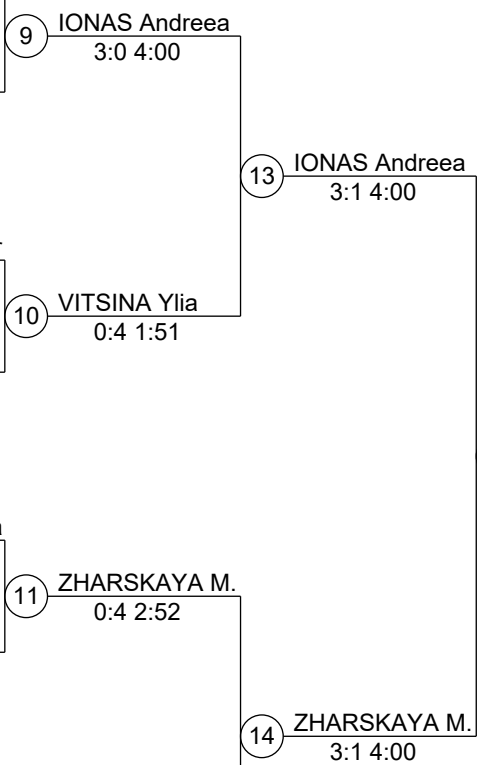 9
IONAS Andreea
3:0 4:00
13
IONAS Andreea
3:1 4:00
10
VITSINA Ylia
0:4 1:51
11
ZHARSKAYA M.
0:4 2:52
14
ZHARSKAYA M.
3:1 4:00